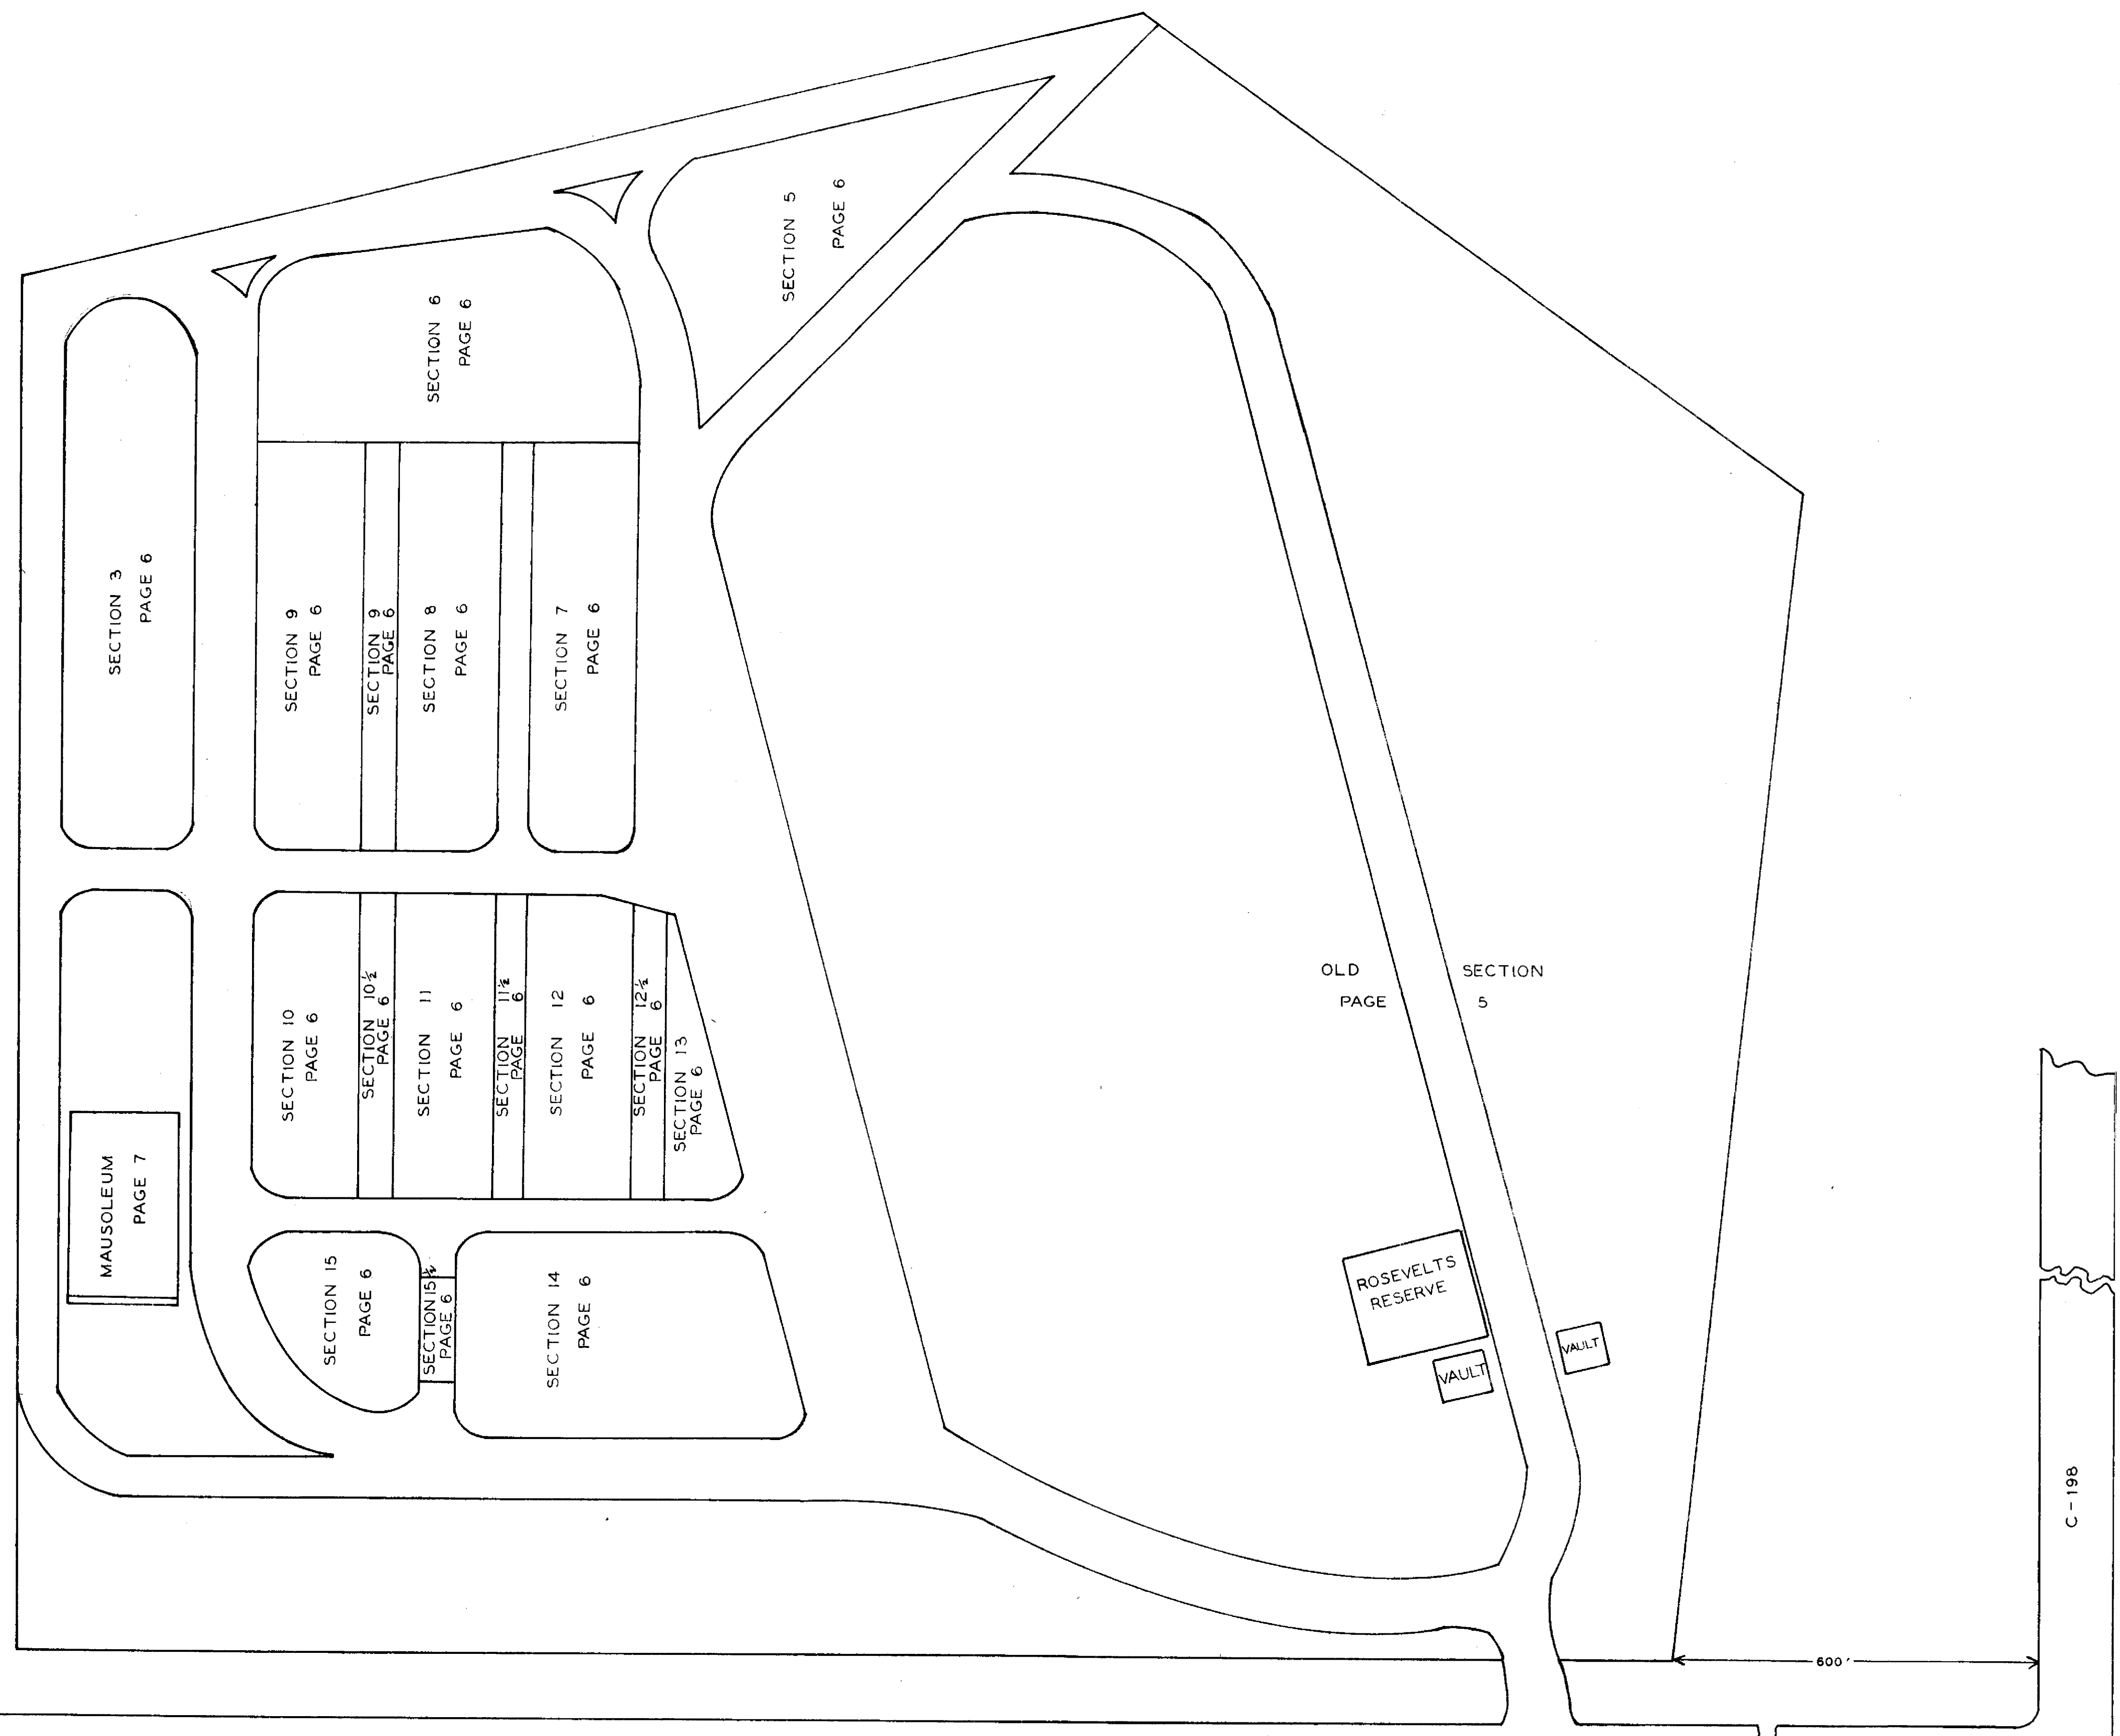 SECTION 5
PAGE 6
SECTION 6
PAGE 6
SECTION 3
PAGE 6
SECTION 9
PAGE 6
SECTION 9
PAGE 6
SECTION 8
PAGE 6
SECTION 7
PAGE 6
SECTION 10
PAGE 6
SECTION 10½
PAGE 6
SECTION 11
PAGE 6
SECTION 11½
PAGE 6
SECTION 12
PAGE 6
SECTION 12½
PAGE 6
SECTION 13
PAGE 6
OLD SECTION
PAGE 5
MAUSOLEUM
PAGE 7
SECTION 15
PAGE 6
SECTION 15½
PAGE 6
SECTION 14
PAGE 6
ROSEVELTS
RESERVE
VAULT
VAULT
C-198
600'